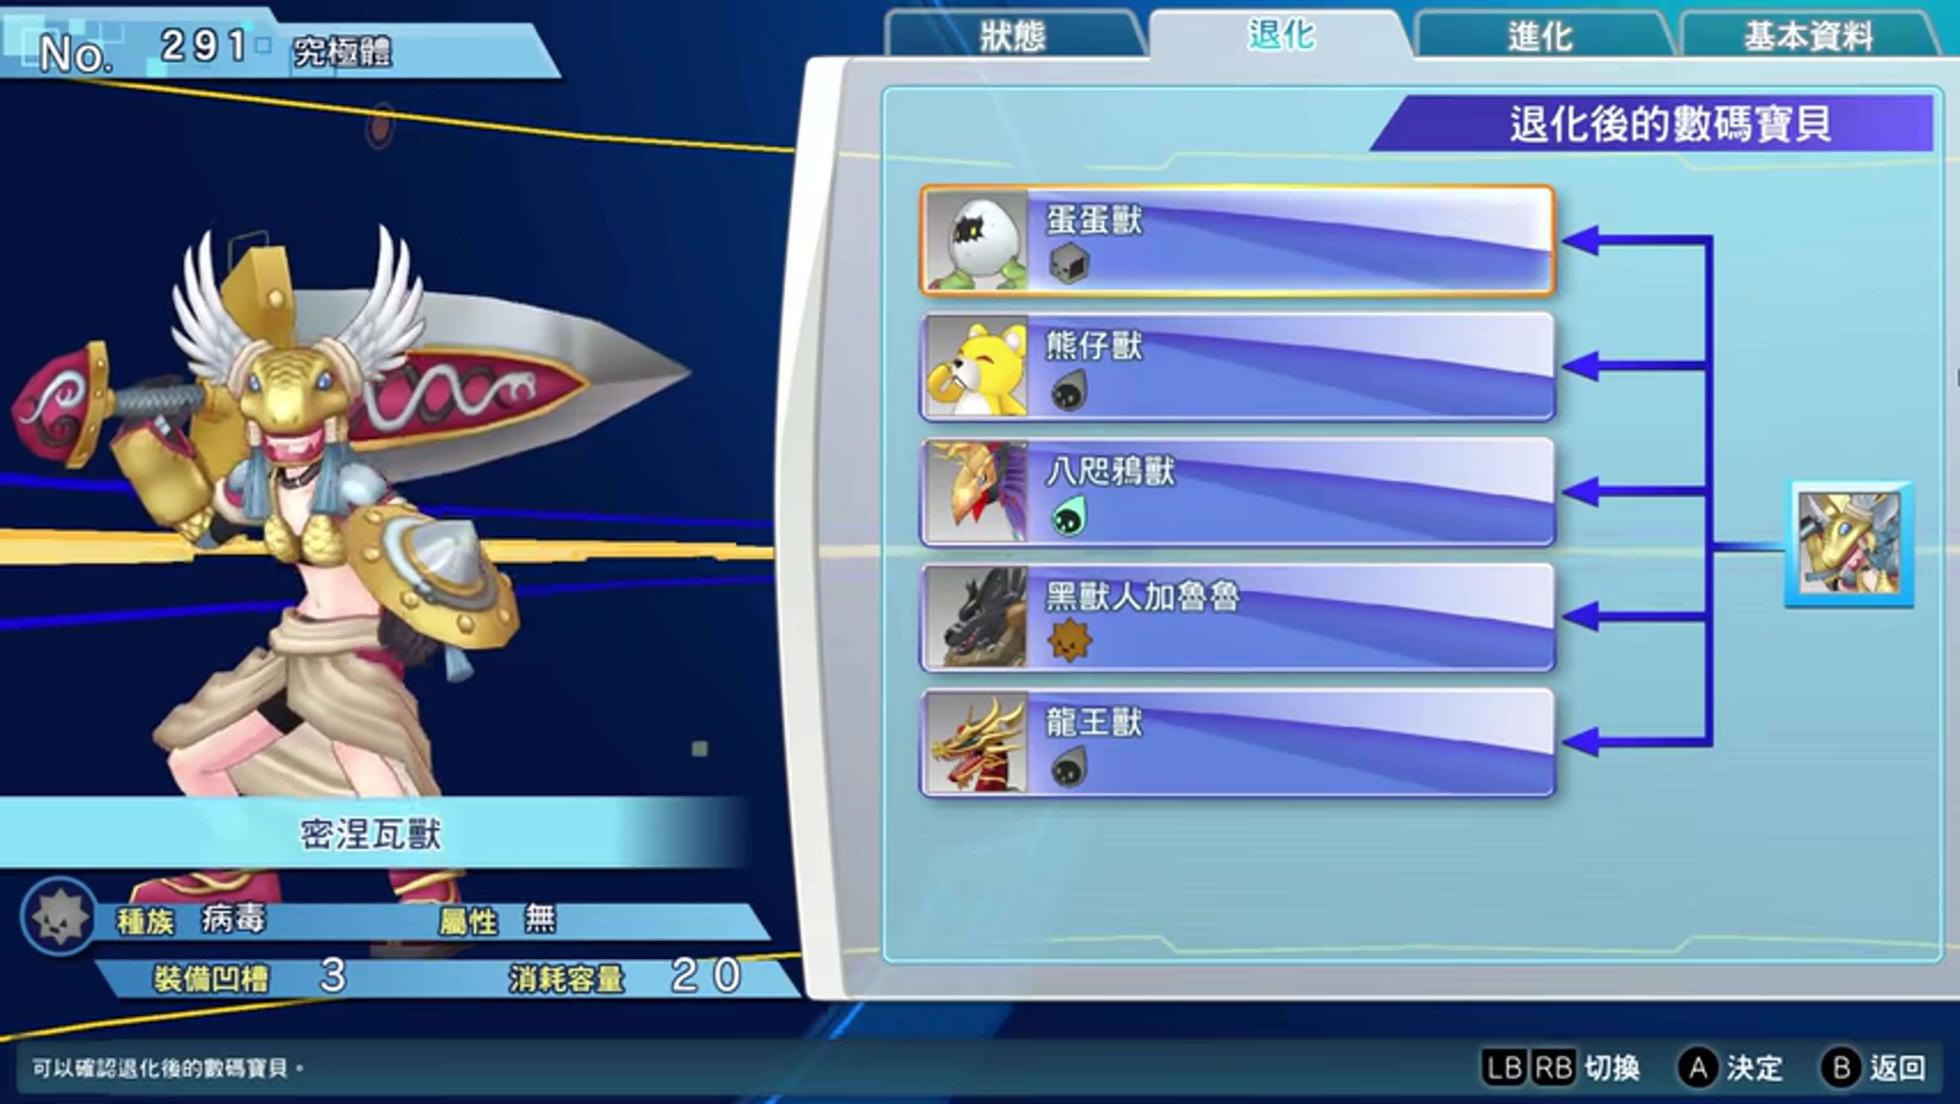 No. 291 究極體
狀態 退化 進化 基本資料
退化後的數碼寶貝
蛋蛋獸
熊仔獸
八咫鴉獸
黑獸人加魯魯
龍王獸
密涅瓦獸
種族 病毒 屬性 無
裝備凹槽 3 消耗容量 20
可以確認退化後的數碼寶貝。
LB RB 切換 A 決定 B 返回